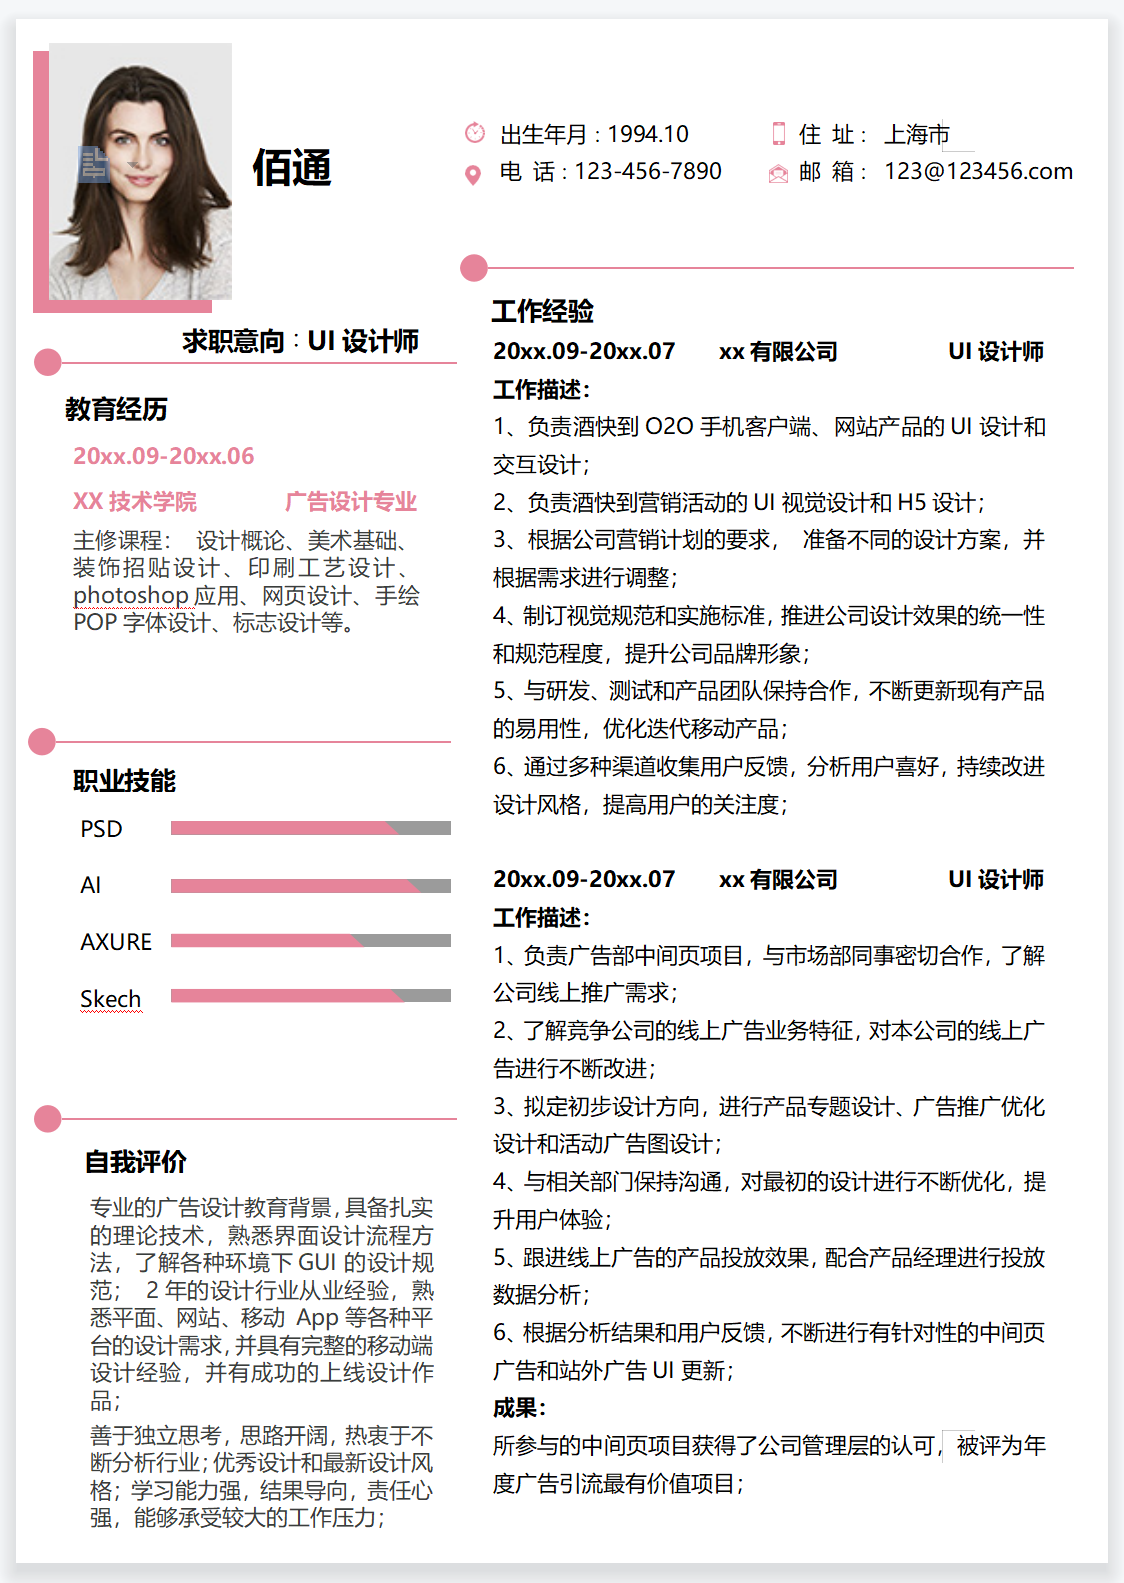 佰通
出生年月：1994.10
住 址： 上海市
电 话：123-456-7890
邮 箱： 123@123456.com
求职意向：UI 设计师
教育经历
20xx.09-20xx.06
XX 技术学院 广告设计专业
主修课程： 设计概论、美术基础、
装饰招贴设计、印刷工艺设计、
photoshop 应用、网页设计、手绘
POP 字体设计、标志设计等。
职业技能
PSD
AI
AXURE
Skech
自我评价
专业的广告设计教育背景，具备扎实
的理论技术，熟悉界面设计流程方
法，了解各种环境下 GUI 的设计规
范； 2 年的设计行业从业经验，熟
悉平面、网站、移动 App 等各种平
台的设计需求，并具有完整的移动端
设计经验，并有成功的上线设计作
品；
善于独立思考，思路开阔，热衷于不
断分析行业；优秀设计和最新设计风
格；学习能力强，结果导向，责任心
强，能够承受较大的工作压力；
工作经验
20xx.09-20xx.07 xx 有限公司 UI 设计师
工作描述：
1、负责酒快到 O2O 手机客户端、网站产品的 UI 设计和
交互设计；
2、负责酒快到营销活动的 UI 视觉设计和 H5 设计；
3、根据公司营销计划的要求， 准备不同的设计方案，并
根据需求进行调整；
4、制订视觉规范和实施标准，推进公司设计效果的统一性
和规范程度，提升公司品牌形象；
5、与研发、测试和产品团队保持合作，不断更新现有产品
的易用性，优化迭代移动产品；
6、通过多种渠道收集用户反馈，分析用户喜好，持续改进
设计风格，提高用户的关注度；
20xx.09-20xx.07 xx 有限公司 UI 设计师
工作描述：
1、负责广告部中间页项目，与市场部同事密切合作，了解
公司线上推广需求；
2、了解竞争公司的线上广告业务特征，对本公司的线上广
告进行不断改进；
3、拟定初步设计方向，进行产品专题设计、广告推广优化
设计和活动广告图设计；
4、与相关部门保持沟通，对最初的设计进行不断优化，提
升用户体验；
5、跟进线上广告的产品投放效果，配合产品经理进行投放
数据分析；
6、根据分析结果和用户反馈，不断进行有针对性的中间页
广告和站外广告 UI 更新；
成果：
所参与的中间页项目获得了公司管理层的认可，被评为年
度广告引流最有价值项目；